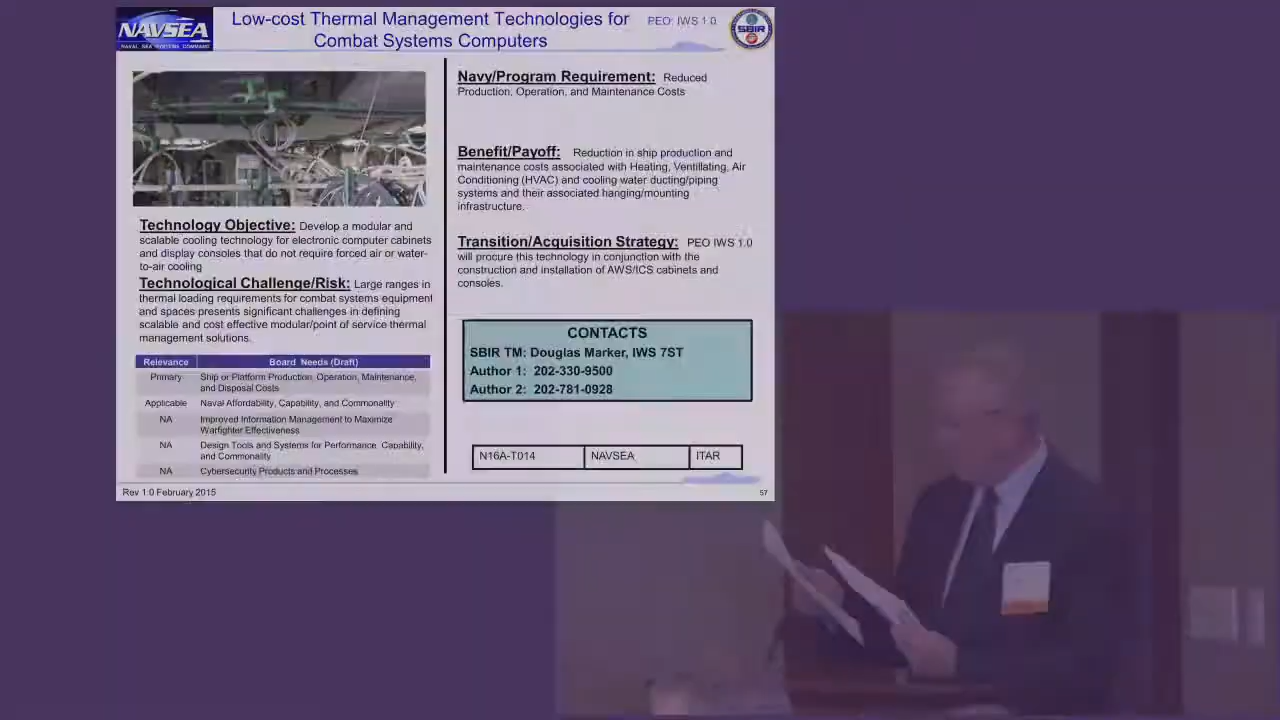 NAVSEA
NAVAL SEA SYSTEMS COMMAND
Low-cost Thermal Management Technologies for
Combat Systems Computers
PEO: IWS 1.0
SBIR
Technology Objective: Develop a modular and
scalable cooling technology for electronic computer cabinets
and display consoles that do not require forced air or water-
to-air cooling
Technological Challenge/Risk: Large ranges in
thermal loading requirements for combat systems equipment
and spaces presents significant challenges in defining
scalable and cost effective modular/point of service thermal
management solutions.
Relevance Board Needs (Draft)
Primary Ship or Platform Production, Operation, Maintenance,
and Disposal Costs
Applicable Naval Affordability, Capability, and Commonality
NA Improved Information Management to Maximize
Warfighter Effectiveness
NA Design Tools and Systems for Performance, Capability,
and Commonality
NA Cybersecurity Products and Processes
Navy/Program Requirement: Reduced
Production, Operation, and Maintenance Costs
Benefit/Payoff: Reduction in ship production and
maintenance costs associated with Heating, Ventillating, Air
Conditioning (HVAC) and cooling water ducting/piping
systems and their associated hanging/mounting
infrastructure.
Transition/Acquisition Strategy: PEO IWS 1.0
will procure this technology in conjunction with the
construction and installation of AWS/ICS cabinets and
consoles.
CONTACTS
SBIR TM: Douglas Marker, IWS 7ST
Author 1: 202-330-9500
Author 2: 202-781-0928
N16A-T014 NAVSEA ITAR
Rev 1.0 February 2015
57